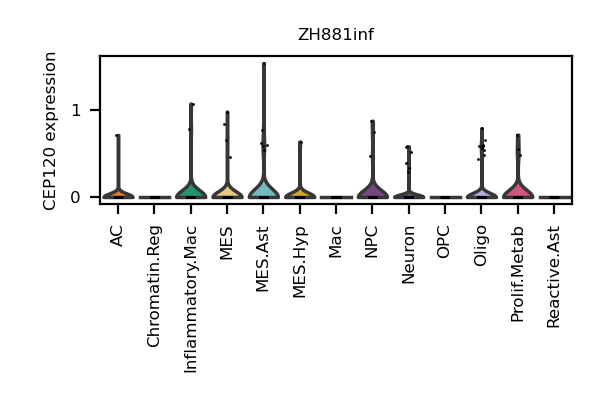 ZH881inf
CEP120 expression
1
0
AC
Chromatin.Reg
Inflammatory.Mac
MES
MES.Ast
MES.Hyp
Mac
NPC
Neuron
OPC
Oligo
Prolif.Metab
Reactive.Ast